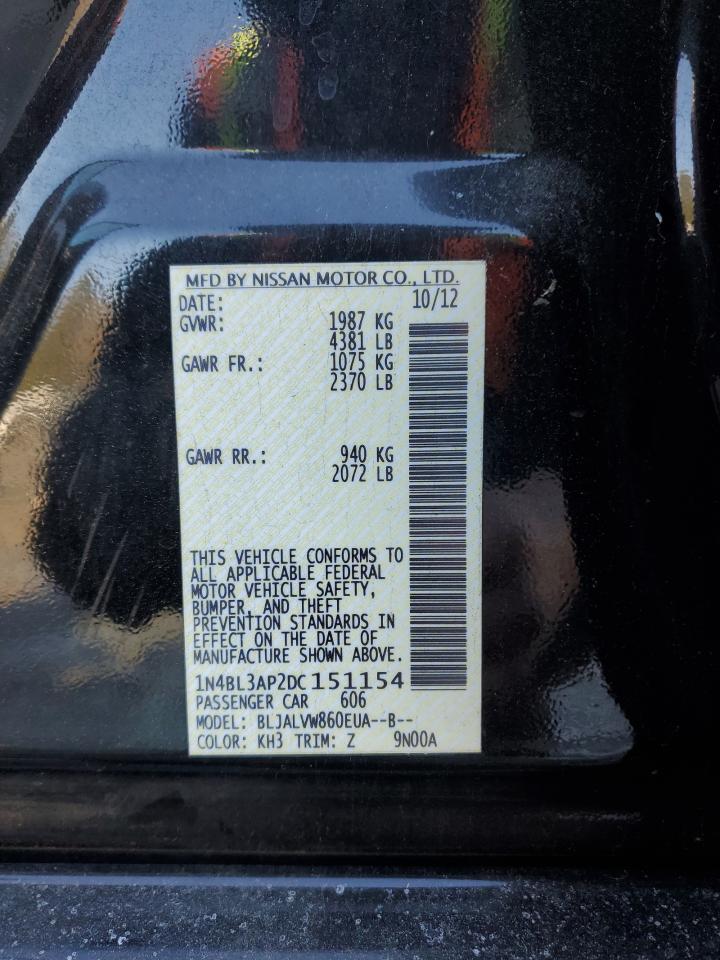 MFD BY NISSAN MOTOR CO., LTD.
DATE: 10/12
GVWR: 1987 KG
4381 LB
GAWR FR.: 1075 KG
2370 LB
GAWR RR.: 940 KG
2072 LB
THIS VEHICLE CONFORMS TO
ALL APPLICABLE FEDERAL
MOTOR VEHICLE SAFETY,
BUMPER, AND THEFT
PREVENTION STANDARDS IN
EFFECT ON THE DATE OF
MANUFACTURE SHOWN ABOVE.
1N4BL3AP2DC151154
PASSENGER CAR 606
MODEL: BLJALVW860EUA--B--
COLOR: KH3 TRIM: Z 9N00A